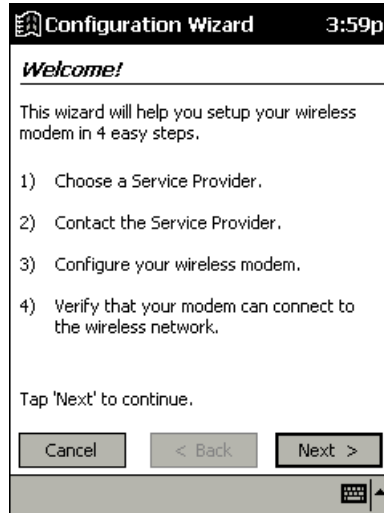 Configuration Wizard 3:59p
Welcome!
This wizard will help you setup your wireless
modem in 4 easy steps.
1) Choose a Service Provider.
2) Contact the Service Provider.
3) Configure your wireless modem.
4) Verify that your modem can connect to
the wireless network.
Tap 'Next' to continue.
Cancel < Back Next >